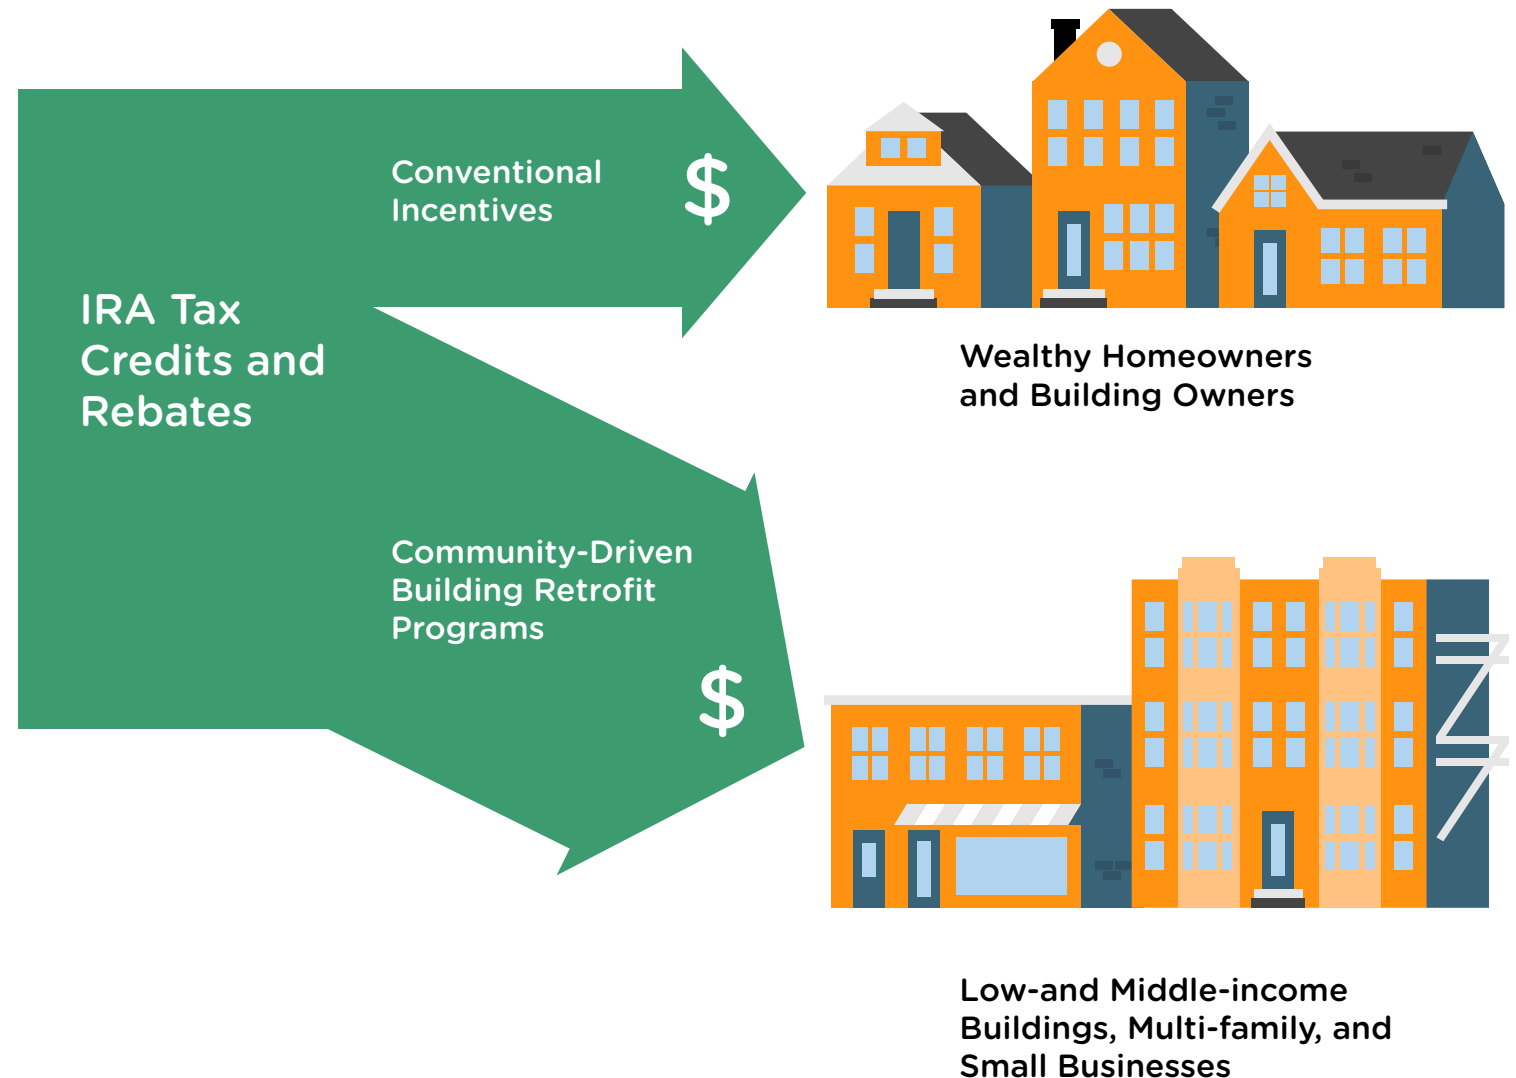 Conventional
Incentives
$
IRA Tax
Credits and
Rebates
Wealthy Homeowners
and Building Owners
Community-Driven
Building Retrofit
Programs
$
Low-and Middle-income
Buildings, Multi-family, and
Small Businesses